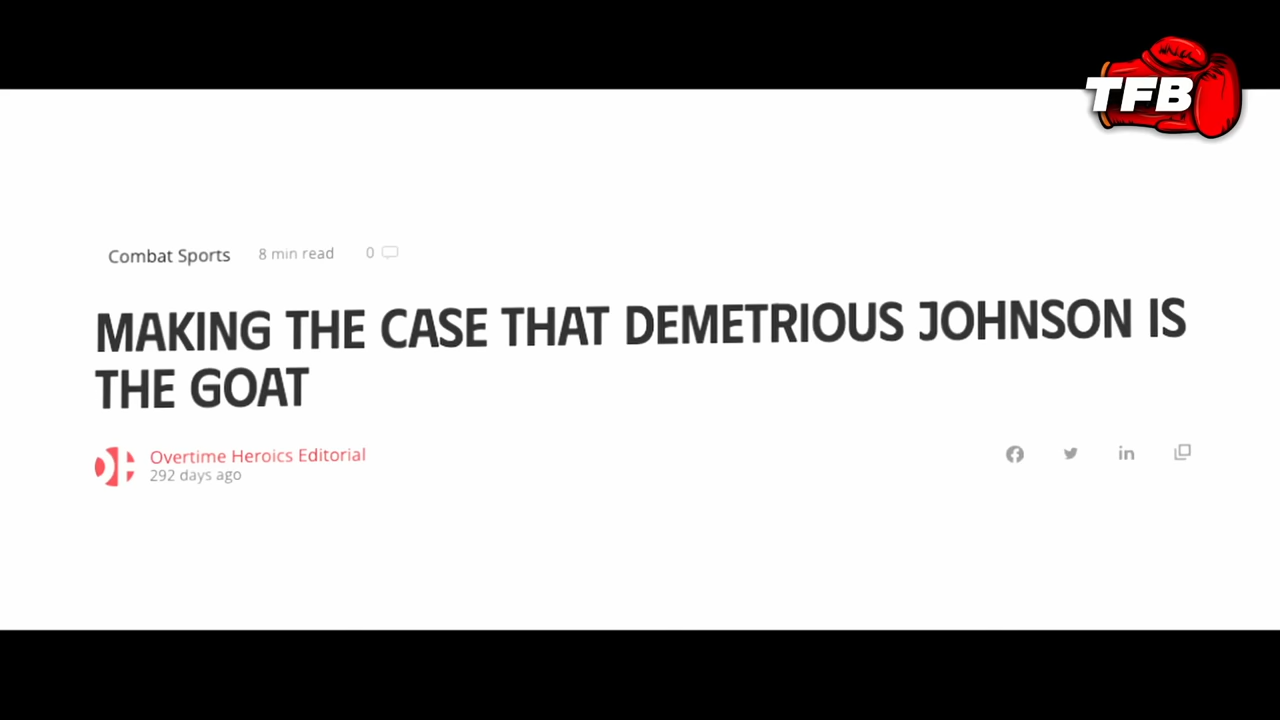 TFB
Combat Sports 8 min read 0
MAKING THE CASE THAT DEMETRIOUS JOHNSON IS
THE GOAT
Overtime Heroics Editorial
292 days ago